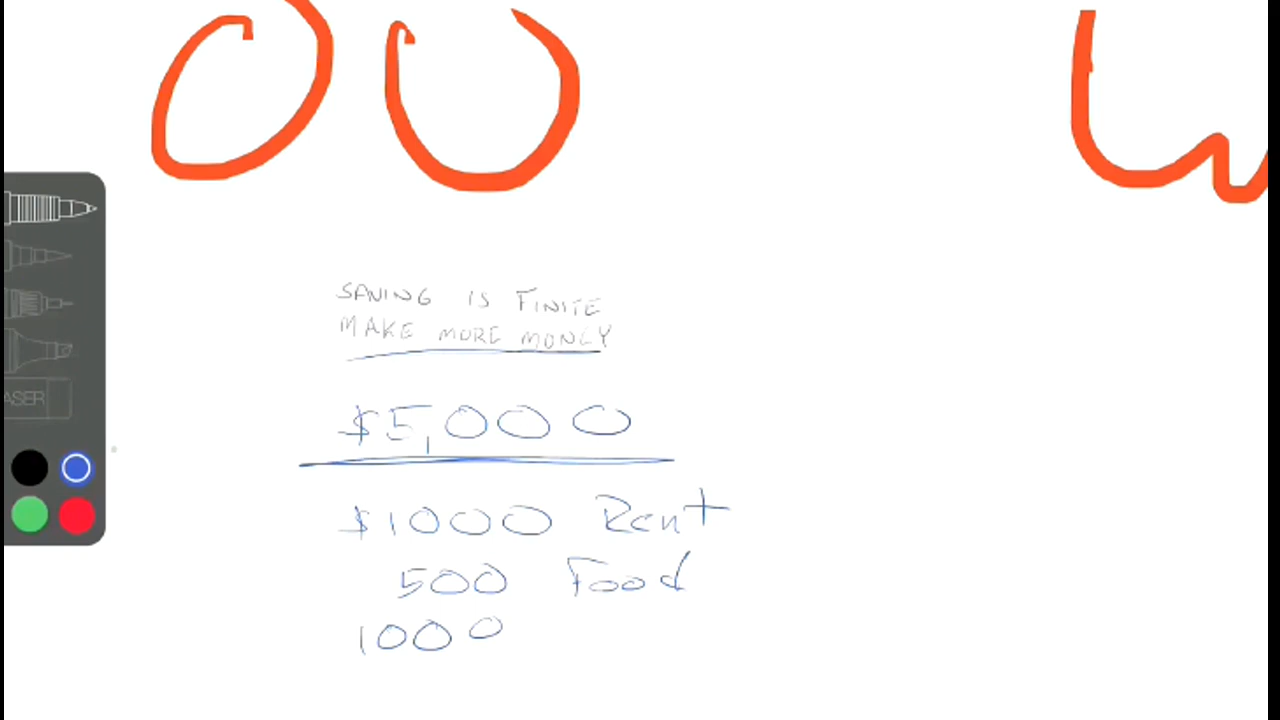 SAVING IS FINITE
MAKE MORE MONEY
$5,000
$1000 Rent
500 Food
1000